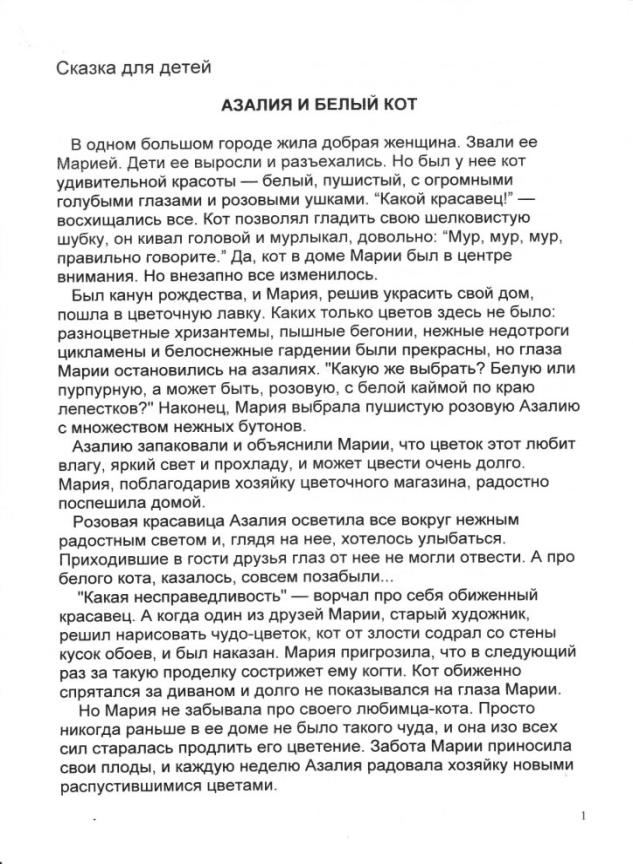 Сказка для детей
АЗАЛИЯ И БЕЛЫЙ КОТ
В одном большом городе жила добрая женщина. Звали ее
Марией. Дети ее выросли и разъехались. Но был у нее кот
удивительной красоты — белый, пушистый, с огромными
голубыми глазами и розовыми ушками. “Какой красавец!” —
восхищались все. Кот позволял гладить свою шелковистую
шубку, он кивал головой и мурлыкал, довольно: “Мур, мур, мур,
правильно говорите.” Да, кот в доме Марии был в центре
внимания. Но внезапно все изменилось.
Был канун рождества, и Мария, решив украсить свой дом,
пошла в цветочную лавку. Каких только цветов здесь не было:
разноцветные хризантемы, пышные бегонии, нежные недотроги
цикламены и белоснежные гардении были прекрасны, но глаза
Марии остановились на азалиях. "Какую же выбрать? Белую или
пурпурную, а может быть, розовую, с белой каймой по краю
лепестков?" Наконец, Мария выбрала пушистую розовую Азалию
с множеством нежных бутонов.
Азалию запаковали и объяснили Марии, что цветок этот любит
влагу, яркий свет и прохладу, и может цвести очень долго.
Мария, поблагодарив хозяйку цветочного магазина, радостно
поспешила домой.
Розовая красавица Азалия осветила все вокруг нежным
радостным светом и, глядя на нее, хотелось улыбаться.
Приходившие в гости друзья глаз от нее не могли отвести. А про
белого кота, казалось, совсем позабыли...
"Какая несправедливость" — ворчал про себя обиженный
красавец. А когда один из друзей Марии, старый художник,
решил нарисовать чудо-цветок, кот от злости содрал со стены
кусок обоев, и был наказан. Мария пригрозила, что в следующий
раз за такую проделку сострижет ему когти. Кот обиженно
спрятался за диваном и долго не показывался на глаза Марии.
Но Мария не забывала про своего любимца-кота. Просто
никогда раньше в ее доме не было такого чуда, и она изо всех
сил старалась продлить его цветение. Забота Марии приносила
свои плоды, и каждую неделю Азалия радовала хозяйку новыми
распустившимися цветами.
1